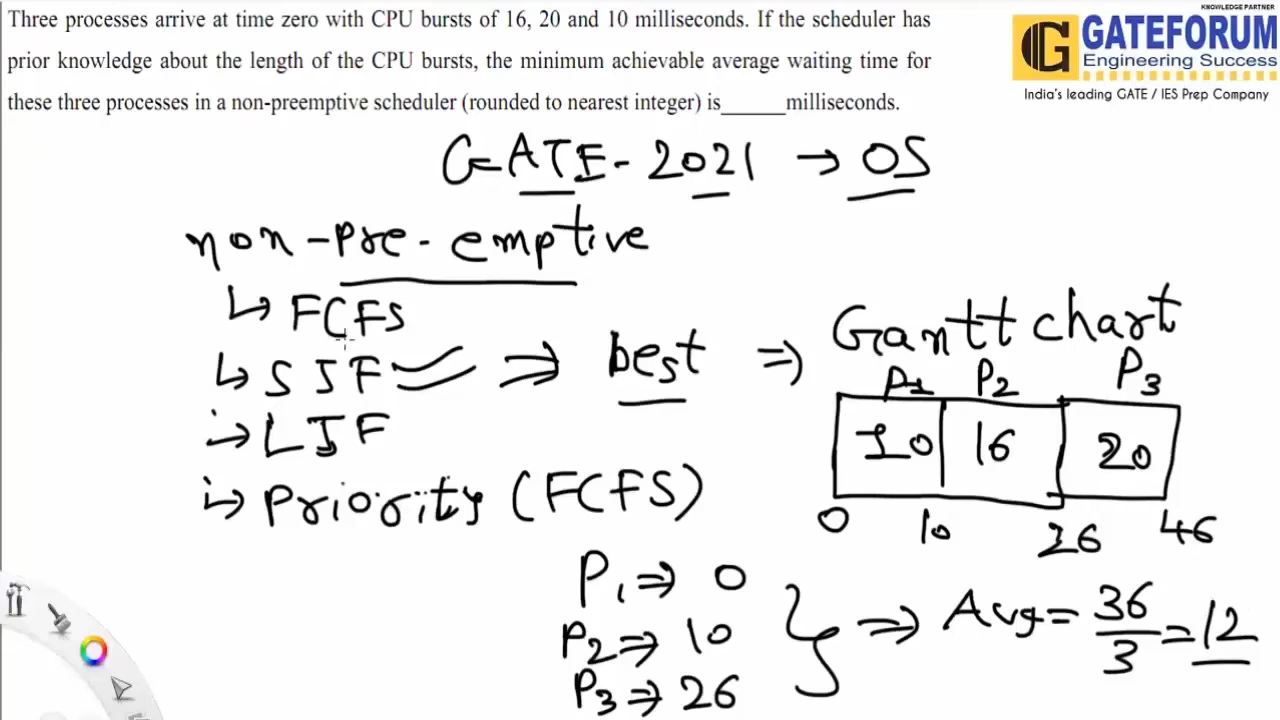 Three processes arrive at time zero with CPU bursts of 16, 20 and 10 milliseconds. If the scheduler has
prior knowledge about the length of the CPU bursts, the minimum achievable average waiting time for
these three processes in a non-preemptive scheduler (rounded to nearest integer) is______milliseconds.
KNOWLEDGE PARTNER
GATEFORUM
Engineering Success
India's leading GATE / IES Prep Company
GATE-2021 → OS
non-pre-emptive
↳ FCFS
↳ SJF ⇒ best ⇒ Gantt chart
→ LJF
→ Priority (FCFS)
P1 P2 P3
10 16 20
0 10 26 46
P1 ⇒ 0
P2 ⇒ 10
P3 ⇒ 26
} ⇒ Avg = 36/3 = 12